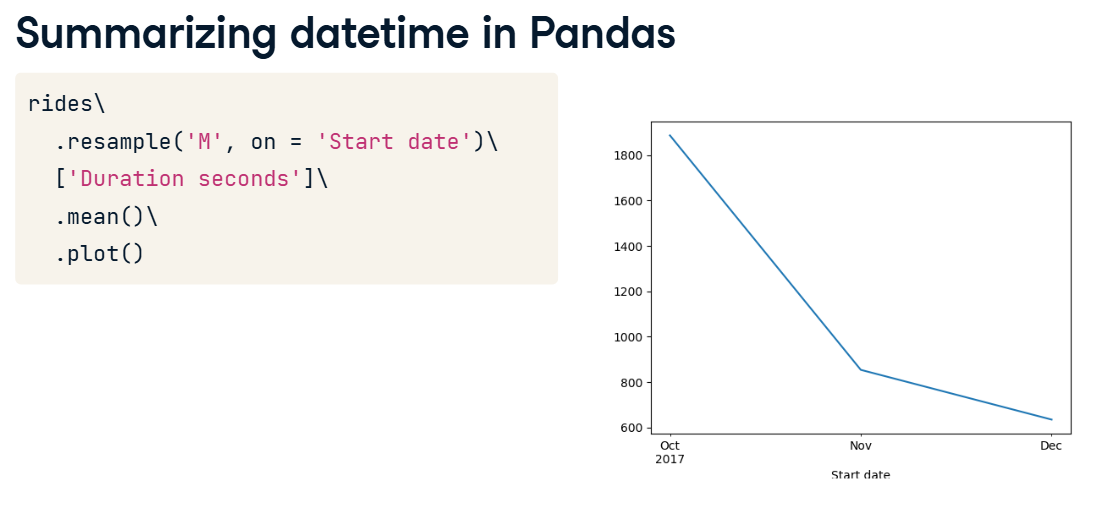 Summarizing datetime in Pandas
rides\
  .resample('M', on = 'Start date')\
  ['Duration seconds']\
  .mean()\
  .plot()
1800
1600
1400
1200
1000
800
600
Oct Nov Dec
2017
Start date